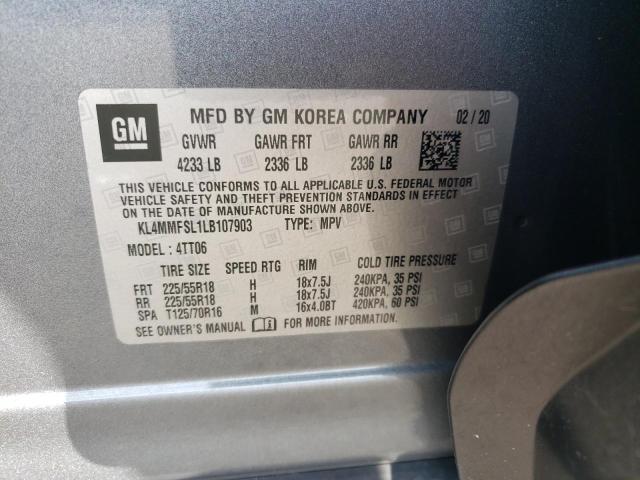 GM MFD BY GM KOREA COMPANY 02 / 20
GVWR GAWR FRT GAWR RR
4233 LB 2336 LB 2336 LB
THIS VEHICLE CONFORMS TO ALL APPLICABLE U.S. FEDERAL MOTOR
VEHICLE SAFETY AND THEFT PREVENTION STANDARDS IN EFFECT
ON THE DATE OF MANUFACTURE SHOWN ABOVE.
KL4MMFSL1LB107903 TYPE: MPV
MODEL : 4TT06
TIRE SIZE SPEED RTG RIM COLD TIRE PRESSURE
FRT 225/55R18 H 18x7.5J 240KPA, 35 PSI
RR 225/55R18 H 18x7.5J 240KPA, 35 PSI
SPA T125/70R16 M 16x4.0BT 420KPA, 60 PSI
SEE OWNER'S MANUAL FOR MORE INFORMATION.